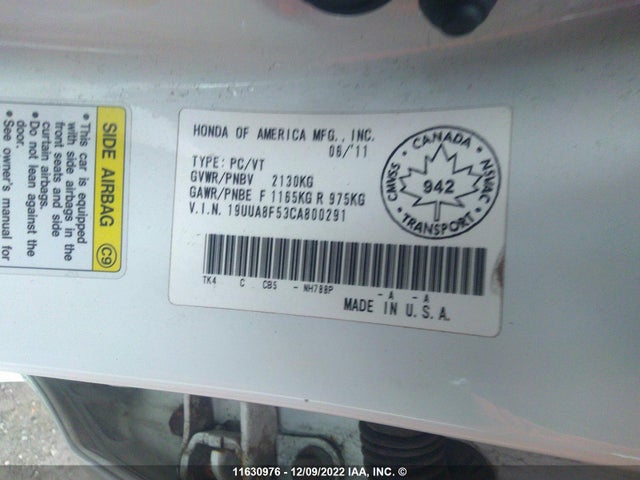 SIDE AIRBAG C9
• This car is equipped
with side airbags in the
front seats and side
curtain airbags.
• Do not lean against the
door.
• See owner's manual for
HONDA OF AMERICA MFG., INC.
06/'11
TYPE: PC/VT
GVWR/PNBV 2130KG
GAWR/PNBE F 1165KG R 975KG
V.I.N. 19UUA8F53CA800291
CANADA
CMVSS 942 NSVAC
TRANSPORT
TK4 C CB5 - NH788P - A - A
MADE IN U.S.A.
11630976 - 12/09/2022 IAA, INC. ©